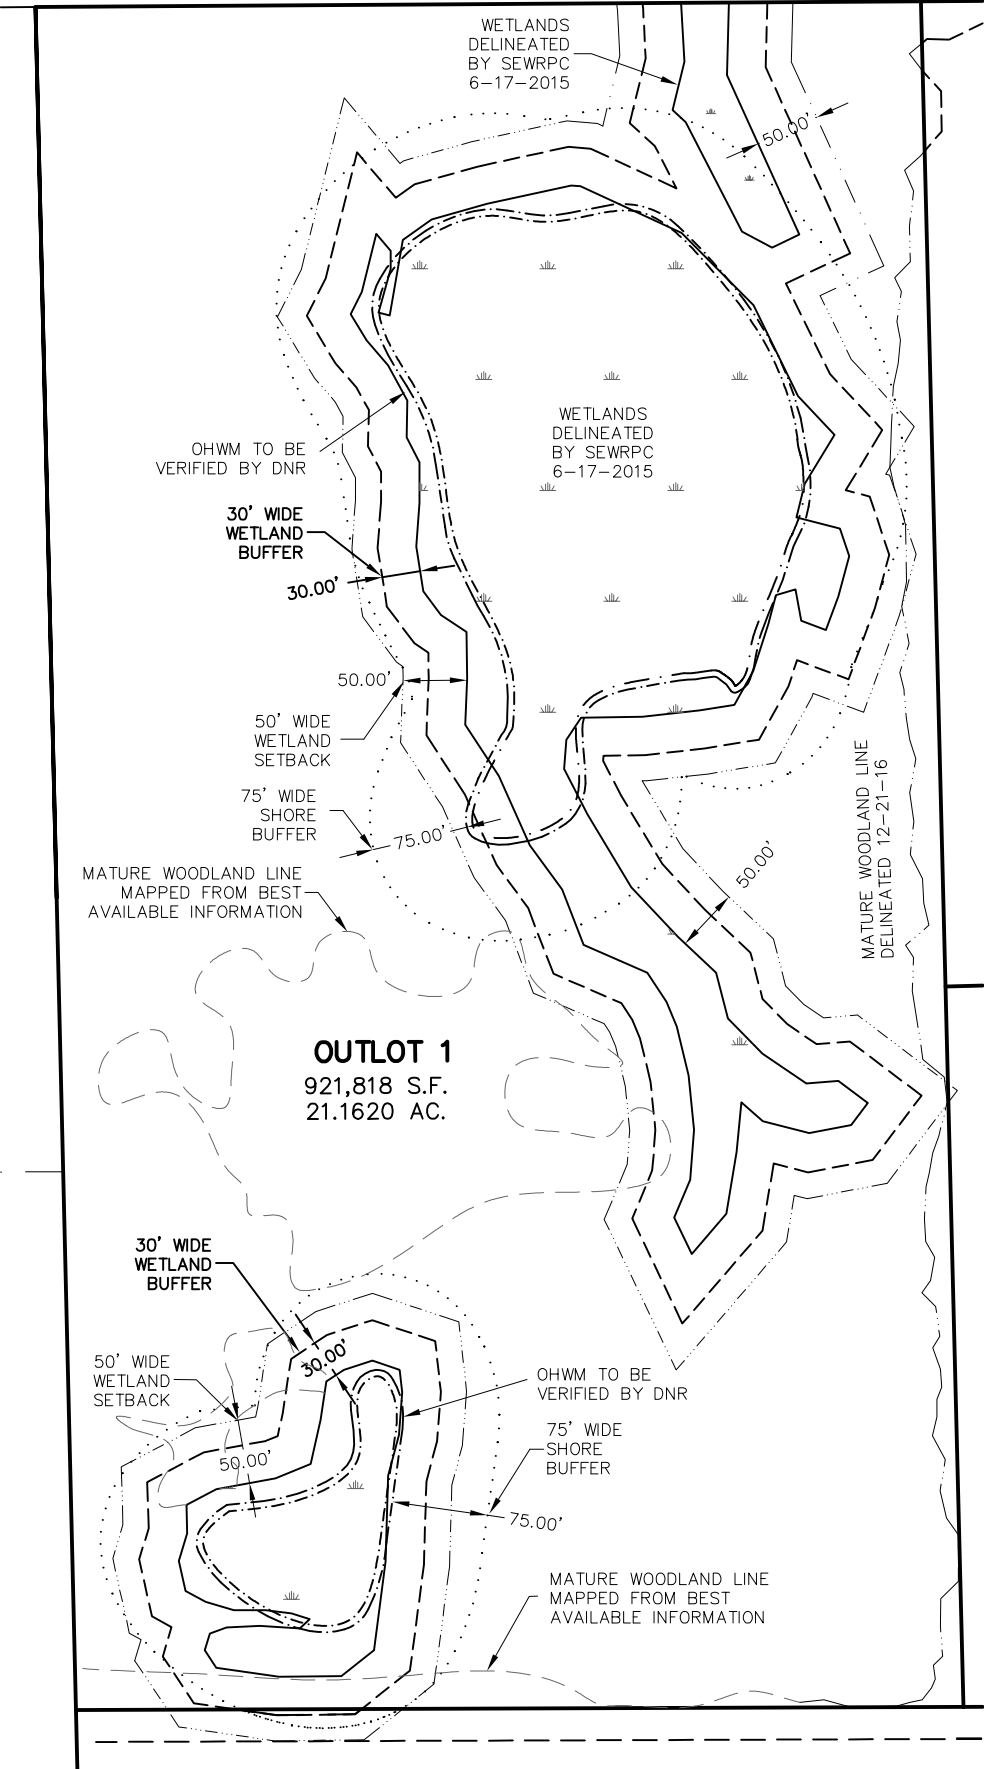 WETLANDS
DELINEATED
BY SEWRPC
6-17-2015
50.00'
WETLANDS
DELINEATED
BY SEWRPC
6-17-2015
OHWM TO BE
VERIFIED BY DNR
30' WIDE
WETLAND
BUFFER
30.00'
50.00'
50' WIDE
WETLAND
SETBACK
75' WIDE
SHORE
BUFFER
75.00'
50.00'
MATURE WOODLAND LINE
DELINEATED 12-21-16
MATURE WOODLAND LINE
MAPPED FROM BEST
AVAILABLE INFORMATION
OUTLOT 1
921,818 S.F.
21.1620 AC.
30' WIDE
WETLAND
BUFFER
30.00'
50' WIDE
WETLAND
SETBACK
50.00'
OHWM TO BE
VERIFIED BY DNR
75' WIDE
SHORE
BUFFER
75.00'
MATURE WOODLAND LINE
MAPPED FROM BEST
AVAILABLE INFORMATION